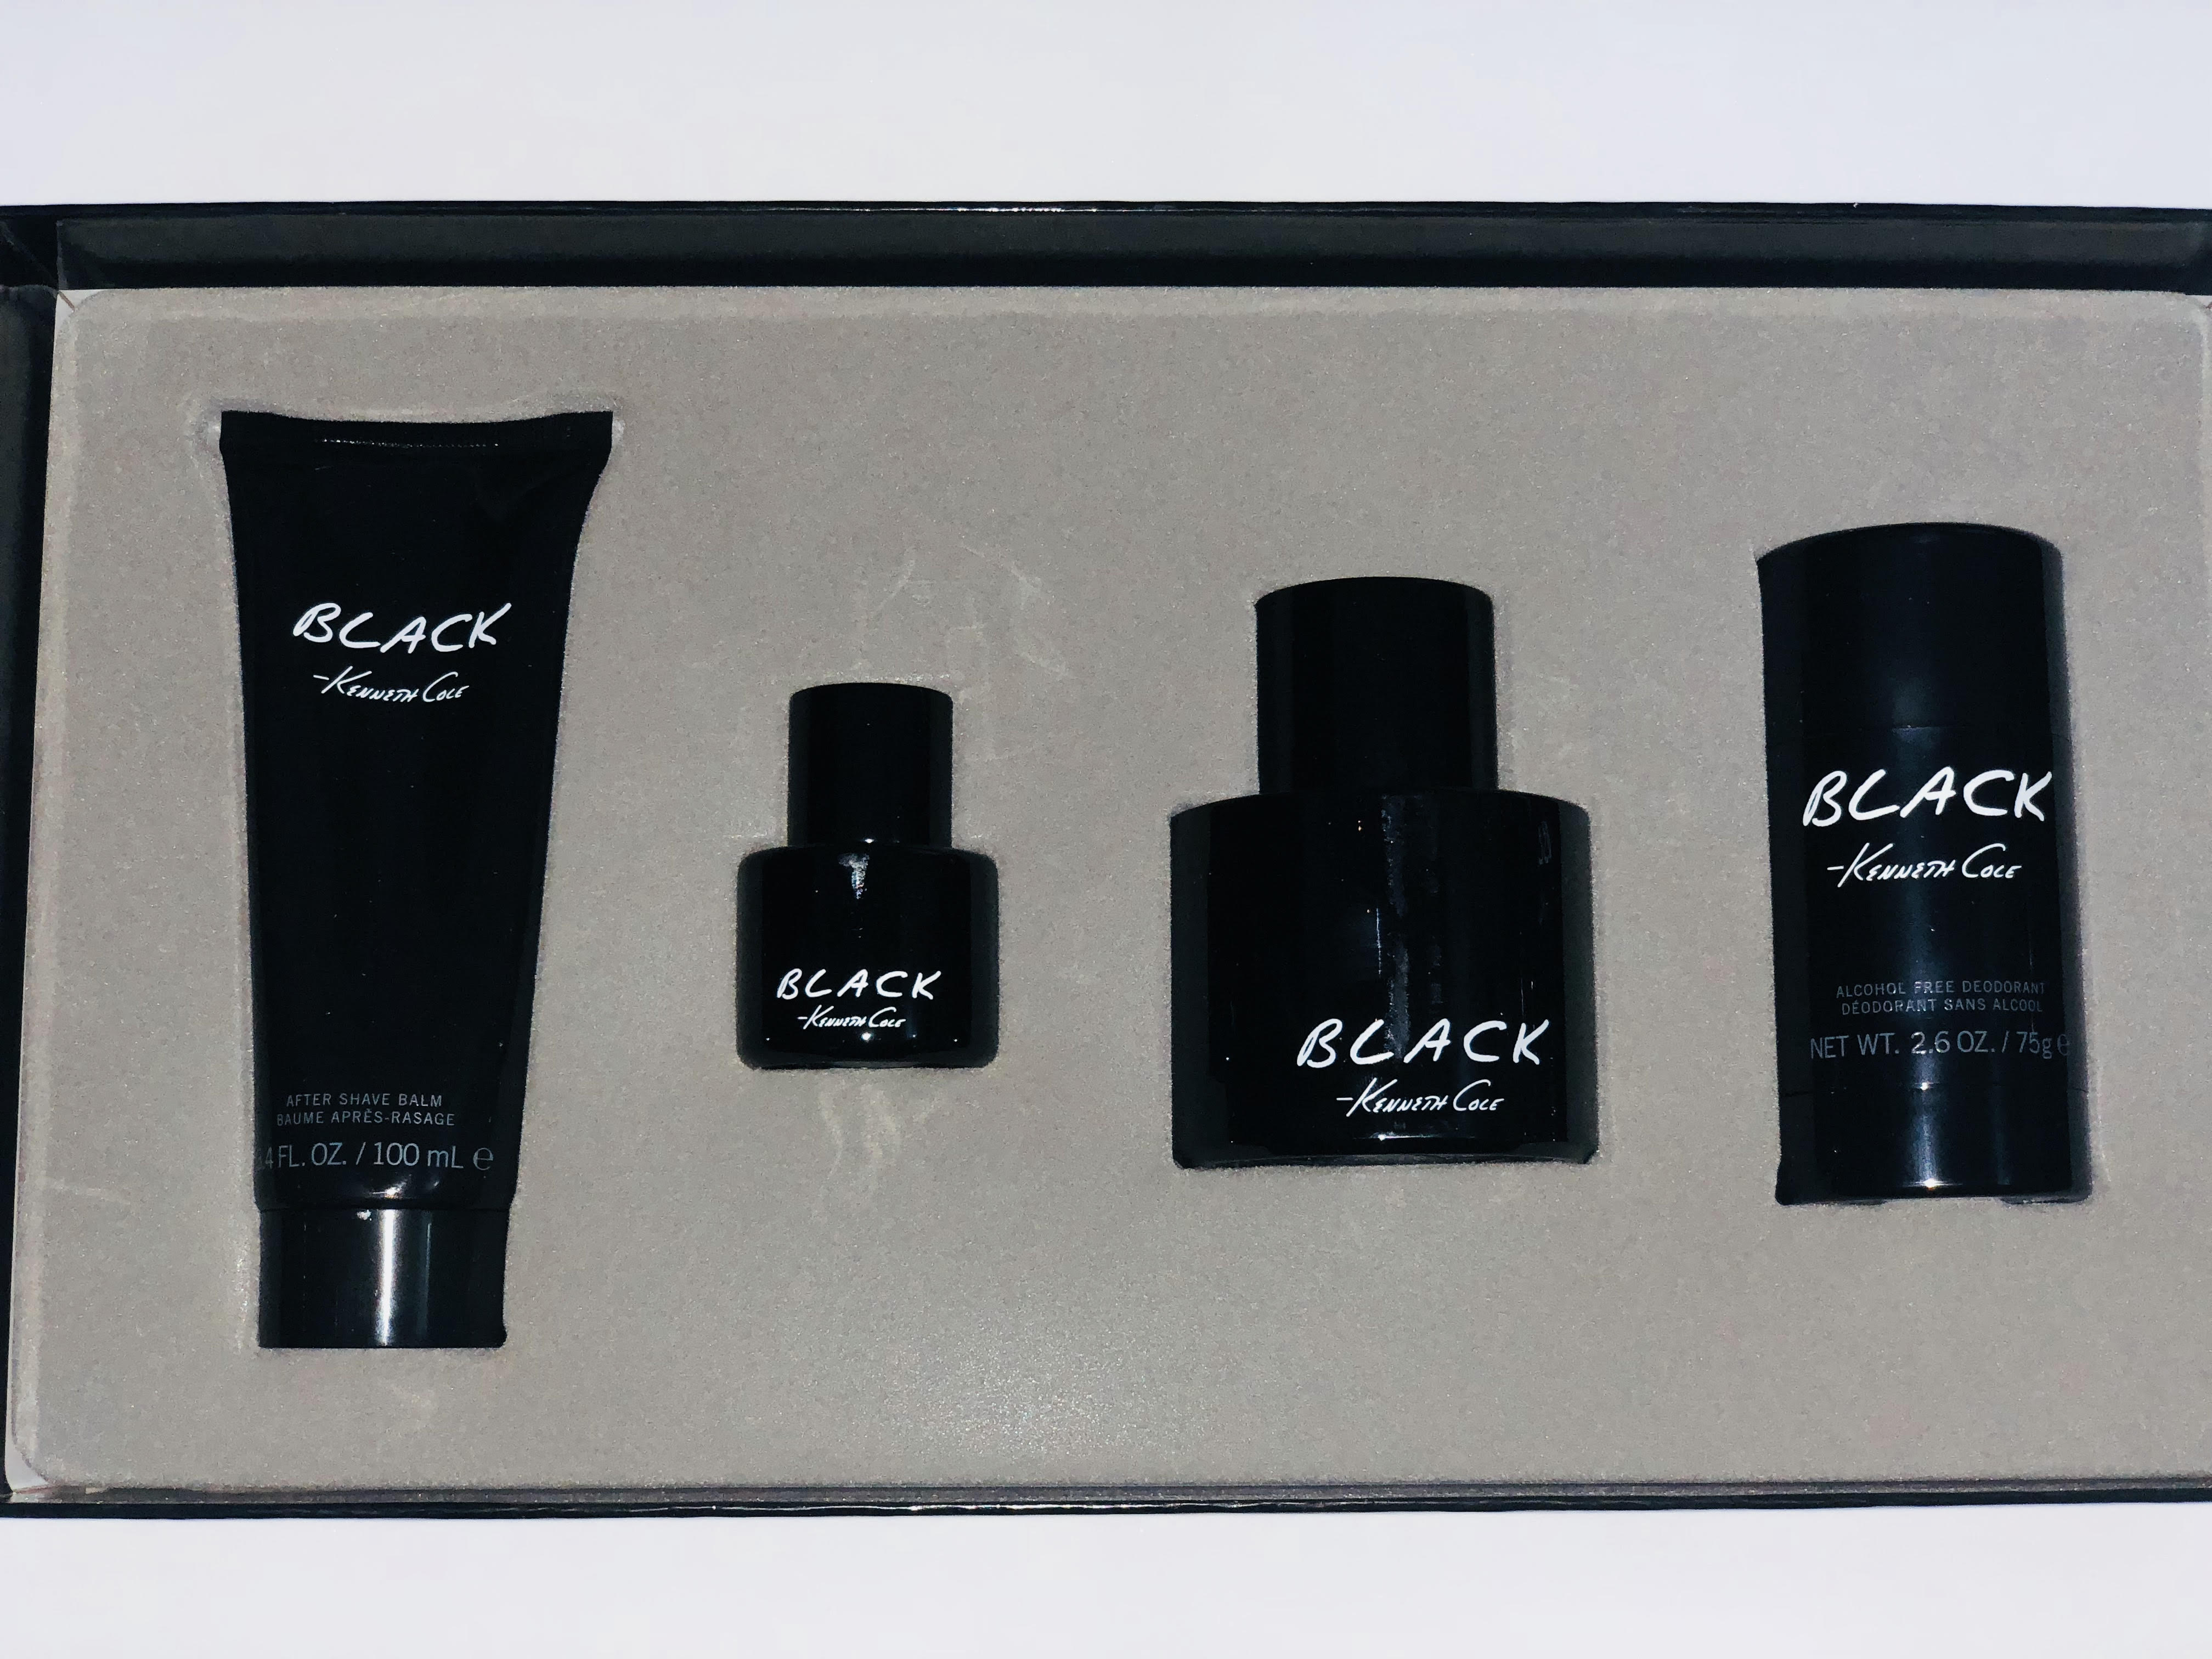 BLACK
-KENNETH COLE
AFTER SHAVE BALM
BAUME APRÈS-RASAGE
4 FL. OZ. / 100 mL e
BLACK
-KENNETH COLE
BLACK
-KENNETH COLE
BLACK
-KENNETH COLE
ALCOHOL FREE DEODORANT
DÉODORANT SANS ALCOOL
NET WT. 2.6 OZ. / 75g e